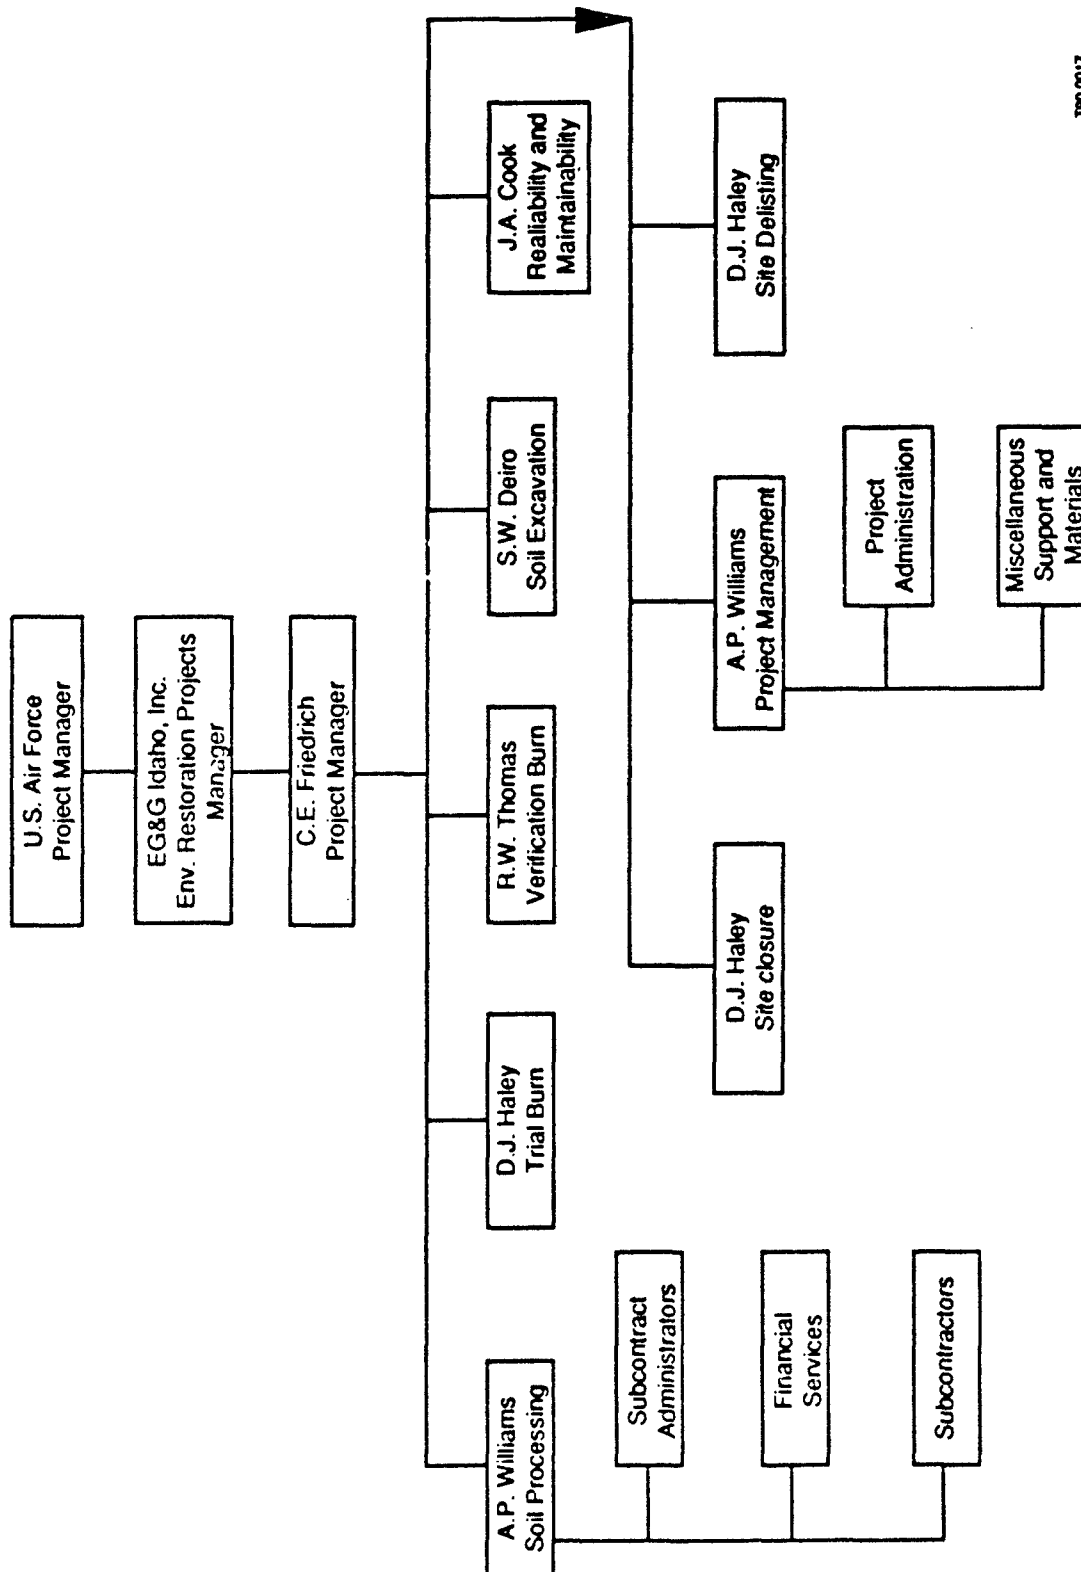 U.S. Air Force
Project Manager
EG&G Idaho, Inc.
Env. Restoration Projects
Manager
C.E. Friedrich
Project Manager
A.P. Williams
Soil Processing
D.J. Haley
Trial Burn
R.W. Thomas
Verification Burn
S.W. Deiro
Soil Excavation
J.A. Cook
Realiability and
Maintainability
Subcontract
Administrators
Financial
Services
Subcontractors
D.J. Haley
Site closure
A.P. Williams
Project Management
D.J. Haley
Site Delisting
Project
Administration
Miscellaneous
Support and
Materials